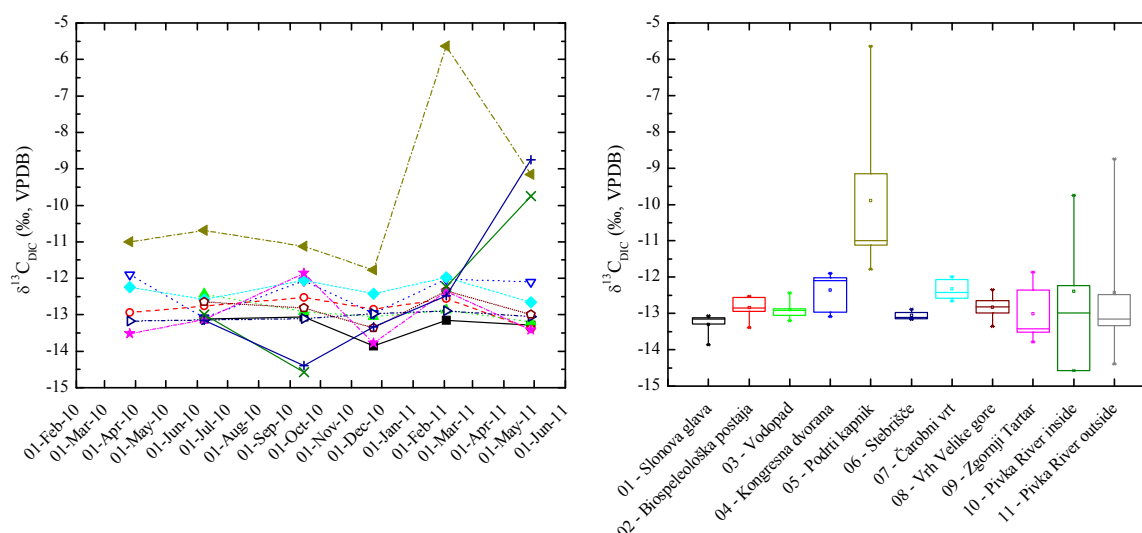 -5
-6
-7
-8
-9
-10
-11
-12
-13
-14
-15
δ13CDIC (‰, VPDB)
01-Feb-10
01-Mar-10
01-Apr-10
01-May-10
01-Jun-10
01-Jul-10
01-Aug-10
01-Sep-10
01-Oct-10
01-Nov-10
01-Dec-10
01-Jan-11
01-Feb-11
01-Mar-11
01-Apr-11
01-May-11
01-Jun-11
-5
-6
-7
-8
-9
-10
-11
-12
-13
-14
-15
δ13CDIC (‰, VPDB)
01 - Slonova glava
02 - Biospeleološka postaja
03 - Vodopad
04 - Kongresna dvorana
05 - Podrti kapnik
06 - Stebrišče
07 - Čarobni vrt
08 - Vrh Velike gore
09 - Zgornji Tartar
10 - Pivka River inside
11 - Pivka River outside